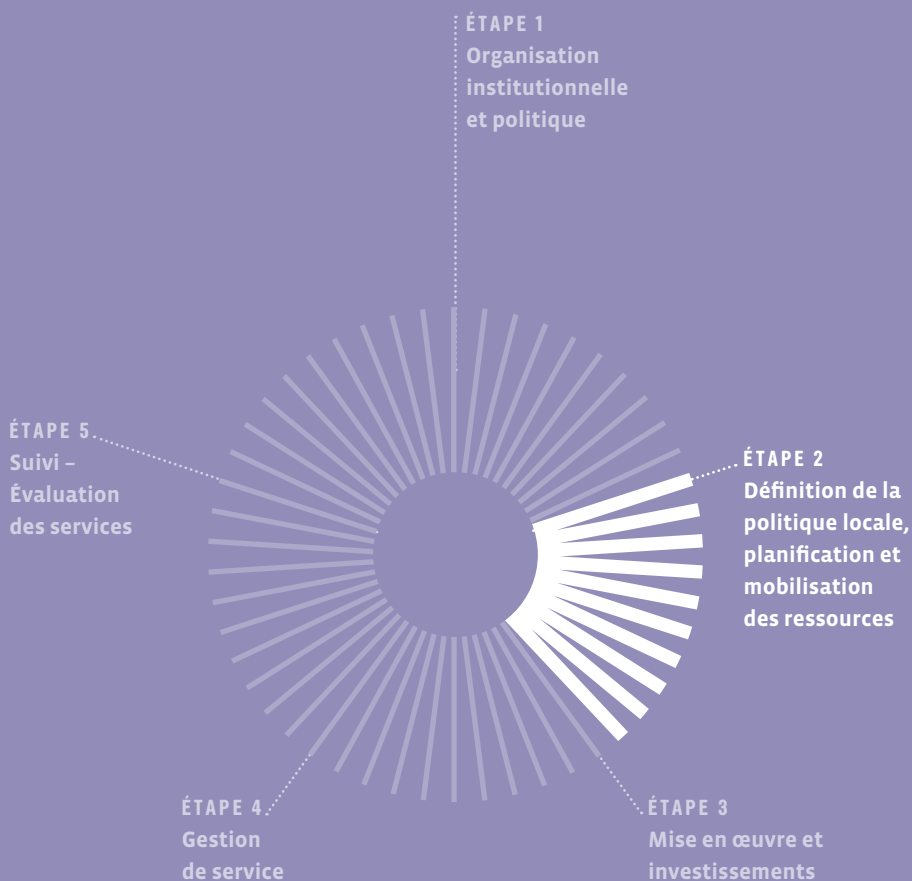 ÉTAPE 1
Organisation
institutionnelle
et politique
ÉTAPE 2
Définition de la
politique locale,
planification et
mobilisation
des ressources
ÉTAPE 3
Mise en œuvre et
investissements
ÉTAPE 4
Gestion
de service
ÉTAPE 5
Suivi –
Évaluation
des services